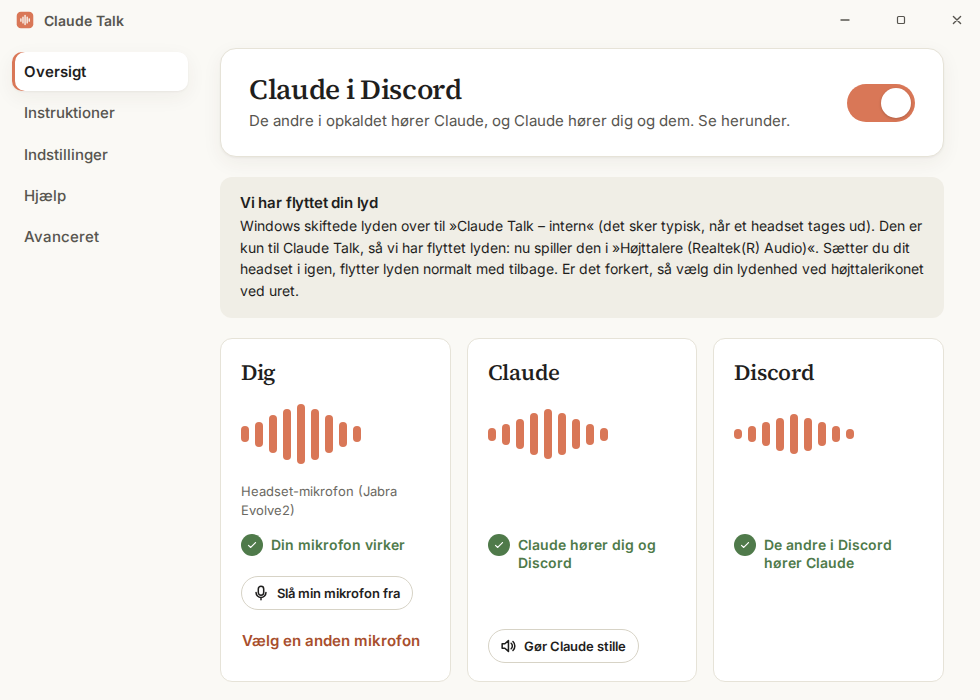 Claude Talk
Oversigt
Instruktioner
Indstillinger
Hjælp
Avanceret
Claude i Discord
De andre i opkaldet hører Claude, og Claude hører dig og dem. Se herunder.
Vi har flyttet din lyd
Windows skiftede lyden over til »Claude Talk – intern« (det sker typisk, når et headset tages ud). Den er
kun til Claude Talk, så vi har flyttet lyden: nu spiller den i »Højttalere (Realtek(R) Audio)«. Sætter du dit
headset i igen, flytter lyden normalt med tilbage. Er det forkert, så vælg din lydenhed ved højttalerikonet
ved uret.
Dig
Headset-mikrofon (Jabra
Evolve2)
Din mikrofon virker
Slå min mikrofon fra
Vælg en anden mikrofon
Claude
Claude hører dig og
Discord
Gør Claude stille
Discord
De andre i Discord
hører Claude